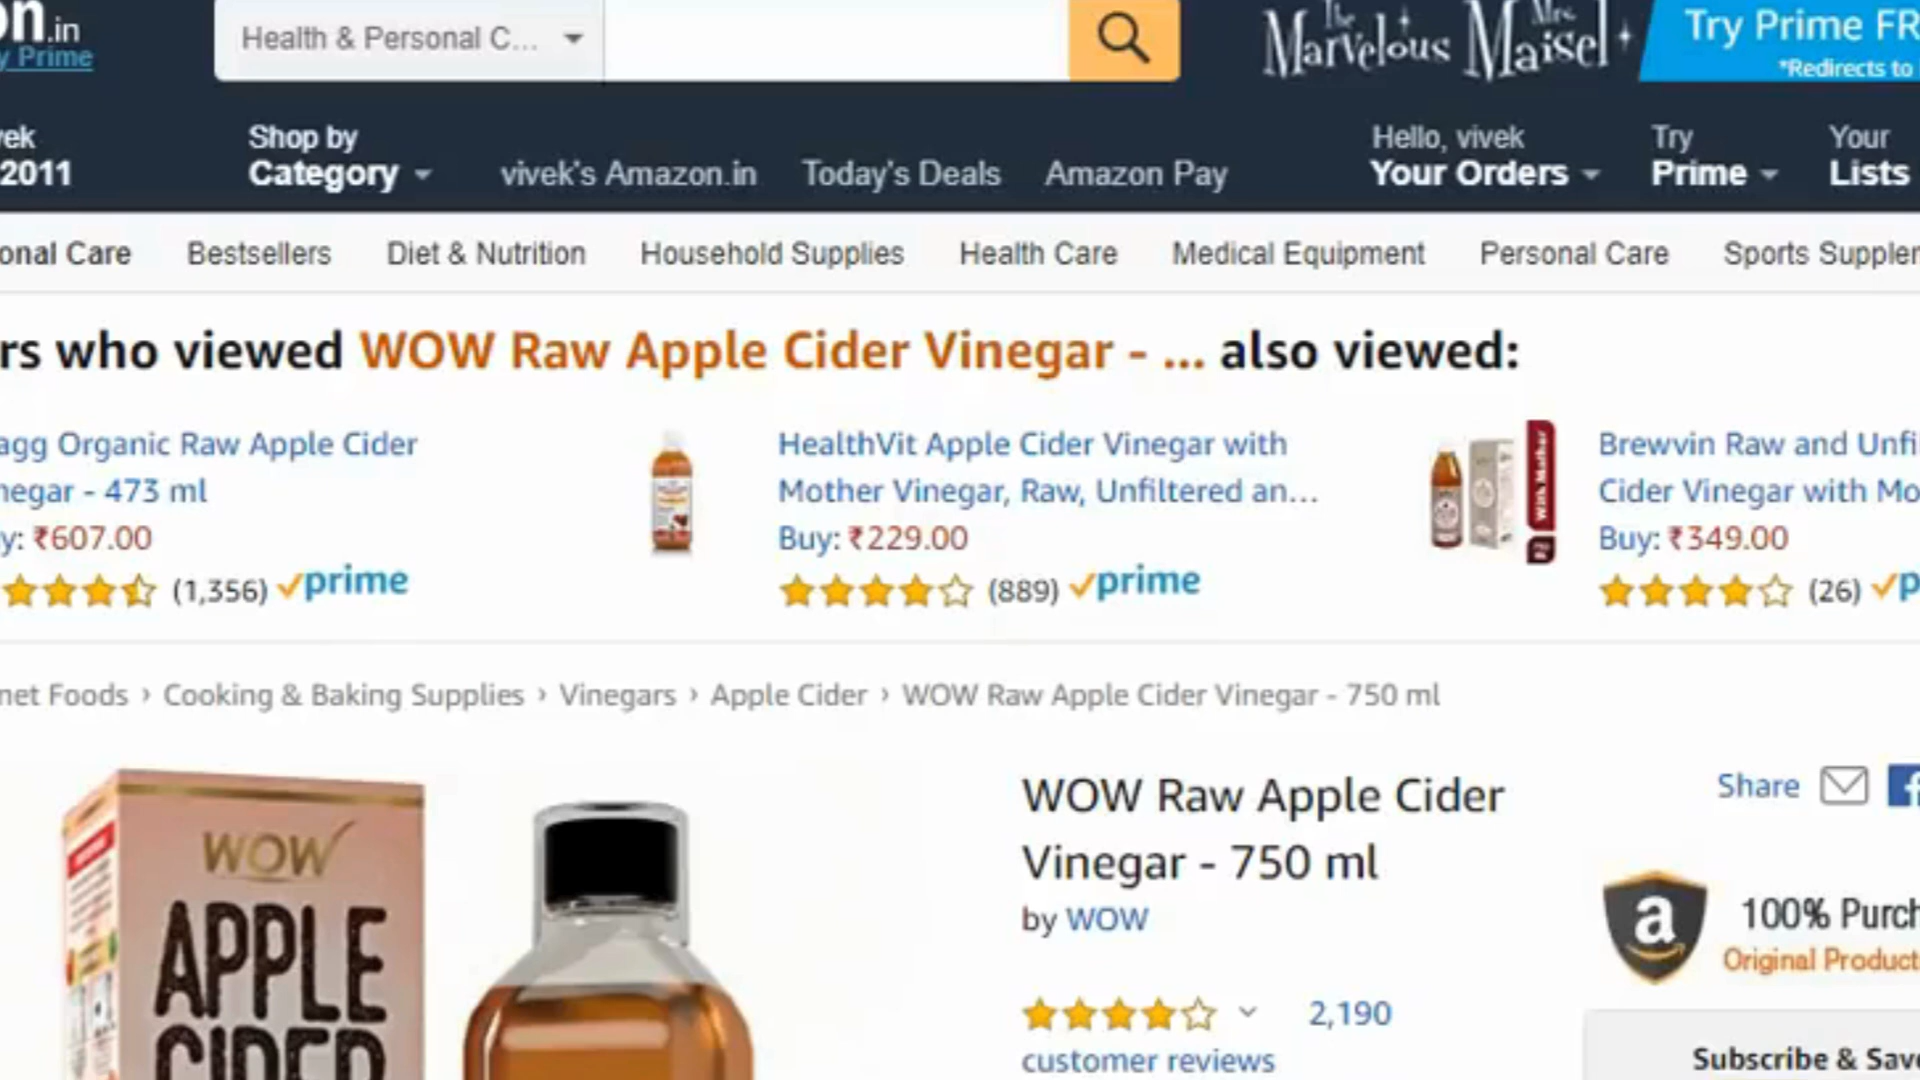 on.in
The Marvelous Mrs. Maisel
Try Prime FR
y Prime
Health & Personal C...
*Redirects to
vek
2011
Shop by
Category
vivek's Amazon.in
Today's Deals
Amazon Pay
Hello, vivek
Your Orders
Try
Prime
Your
Lists
onal Care
Bestsellers
Diet & Nutrition
Household Supplies
Health Care
Medical Equipment
Personal Care
Sports Supplem
rs who viewed WOW Raw Apple Cider Vinegar - ... also viewed:
agg Organic Raw Apple Cider
negar - 473 ml
y: ₹607.00
(1,356) prime
HealthVit Apple Cider Vinegar with
Mother Vinegar, Raw, Unfiltered an...
Buy: ₹229.00
(889) prime
With Mother
Brewvin Raw and Unfi
Cider Vinegar with Mo
Buy: ₹349.00
(26) p
net Foods › Cooking & Baking Supplies › Vinegars › Apple Cider › WOW Raw Apple Cider Vinegar - 750 ml
WOW
APPLE
CIDER
WOW Raw Apple Cider
Vinegar - 750 ml
by WOW
2,190
customer reviews
Share
a
100% Purch
Original Product
Subscribe & Save